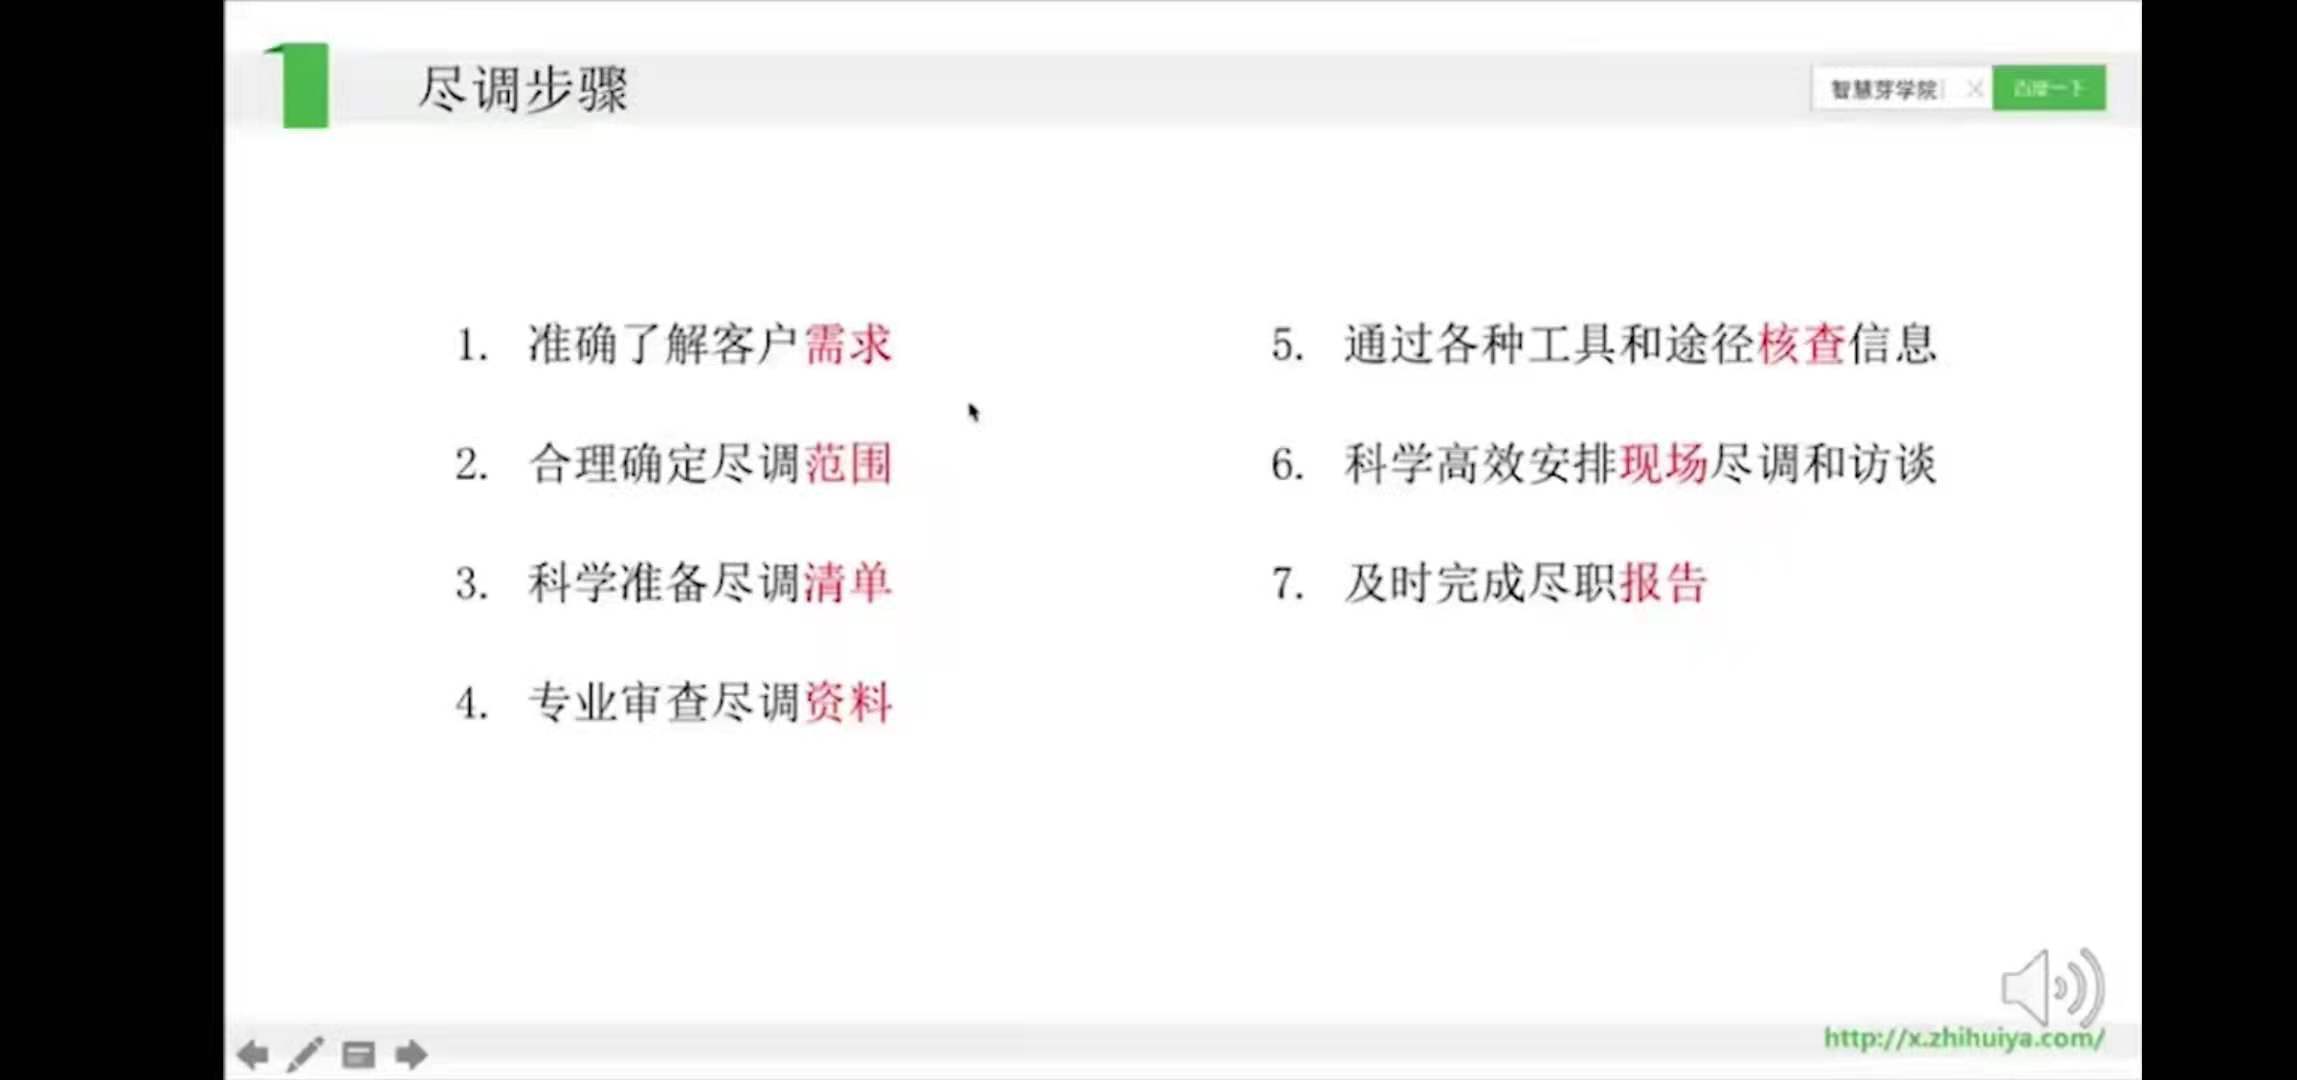 尽调步骤
智慧芽学院
百度一下
1. 准确了解客户需求
2. 合理确定尽调范围
3. 科学准备尽调清单
4. 专业审查尽调资料
5. 通过各种工具和途径核查信息
6. 科学高效安排现场尽调和访谈
7. 及时完成尽职报告
http://x.zhihuiya.com/